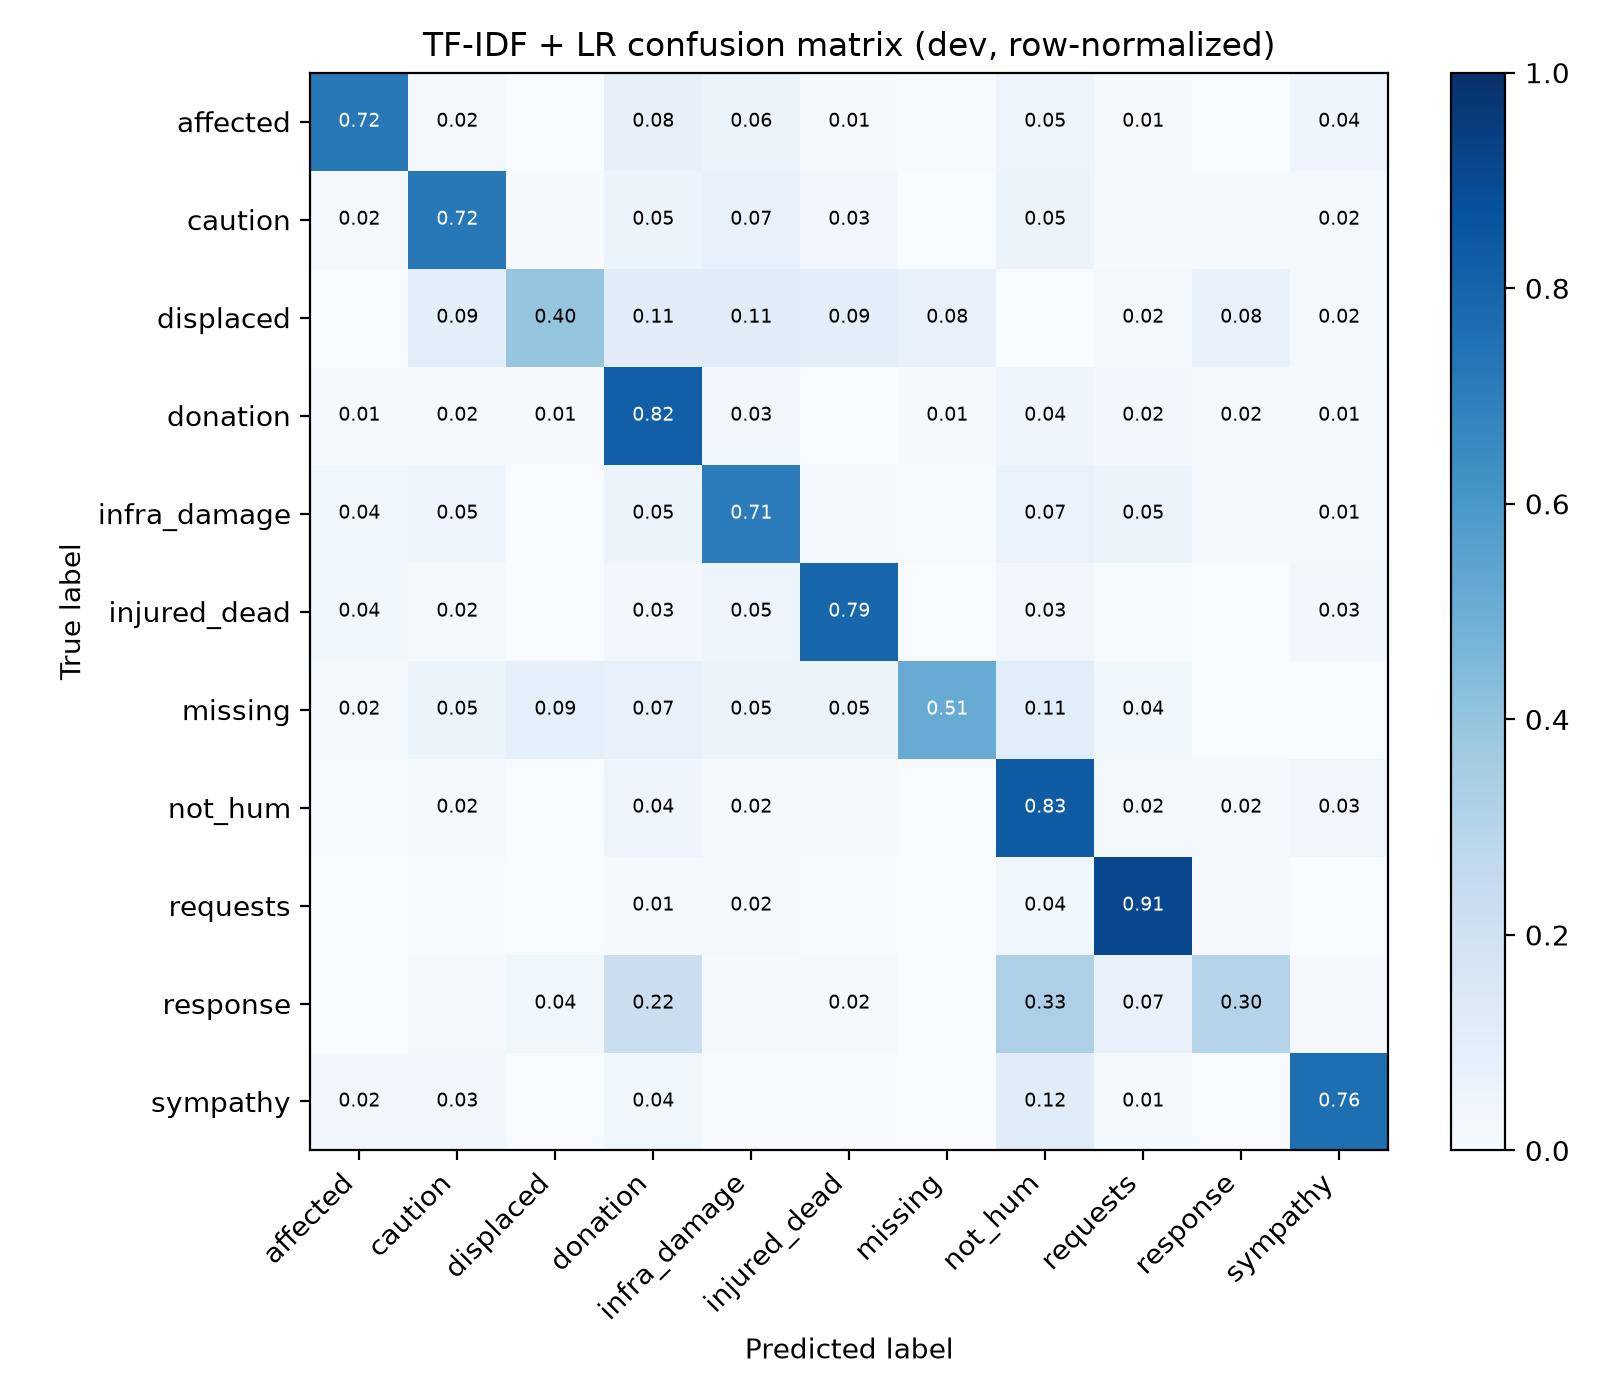 TF-IDF + LR confusion matrix (dev, row-normalized)
True label
affected 0.72 0.02 0.08 0.06 0.01 0.05 0.01 0.04
caution 0.02 0.72 0.05 0.07 0.03 0.05 0.02
displaced 0.09 0.40 0.11 0.11 0.09 0.08 0.02 0.08 0.02
donation 0.01 0.02 0.01 0.82 0.03 0.01 0.04 0.02 0.02 0.01
infra_damage 0.04 0.05 0.05 0.71 0.07 0.05 0.01
injured_dead 0.04 0.02 0.03 0.05 0.79 0.03 0.03
missing 0.02 0.05 0.09 0.07 0.05 0.05 0.51 0.11 0.04
not_hum 0.02 0.04 0.02 0.83 0.02 0.02 0.03
requests 0.01 0.02 0.04 0.91
response 0.04 0.22 0.02 0.33 0.07 0.30
sympathy 0.02 0.03 0.04 0.12 0.01 0.76
affected caution displaced donation infra_damage injured_dead missing not_hum requests response sympathy
Predicted label
1.0
0.8
0.6
0.4
0.2
0.0